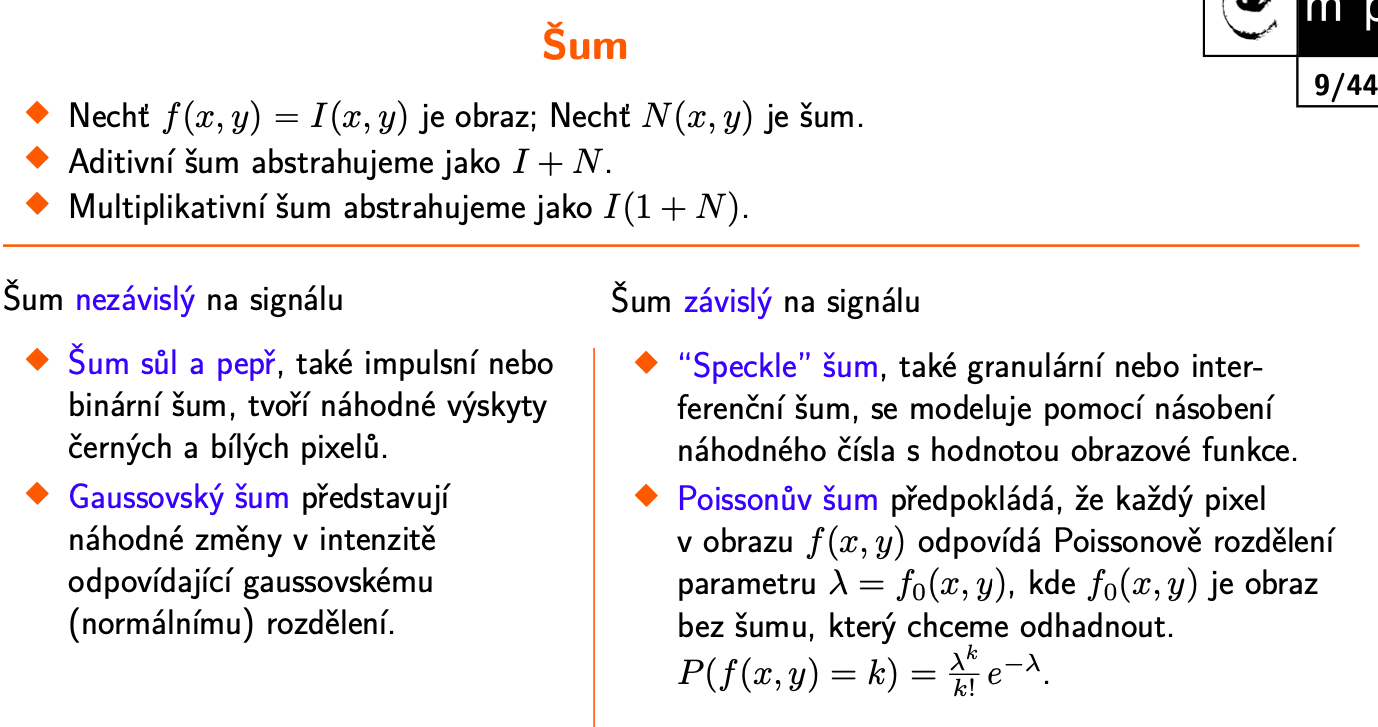 Šum
m p
9/44
Nechť f(x, y) = I(x, y) je obraz; Nechť N(x, y) je šum.
Aditivní šum abstrahujeme jako I + N.
Multiplikativní šum abstrahujeme jako I(1 + N).
Šum nezávislý na signálu
Šum sůl a pepř, také impulsní nebo
binární šum, tvoří náhodné výskyty
černých a bílých pixelů.
Gaussovský šum představují
náhodné změny v intenzitě
odpovídající gaussovskému
(normálnímu) rozdělení.
Šum závislý na signálu
“Speckle” šum, také granulární nebo inter-
ferenční šum, se modeluje pomocí násobení
náhodného čísla s hodnotou obrazové funkce.
Poissonův šum předpokládá, že každý pixel
v obrazu f(x, y) odpovídá Poissonově rozdělení
parametru λ = f₀(x, y), kde f₀(x, y) je obraz
bez šumu, který chceme odhadnout.
P(f(x, y) = k) = λ^k/k! e^−λ.